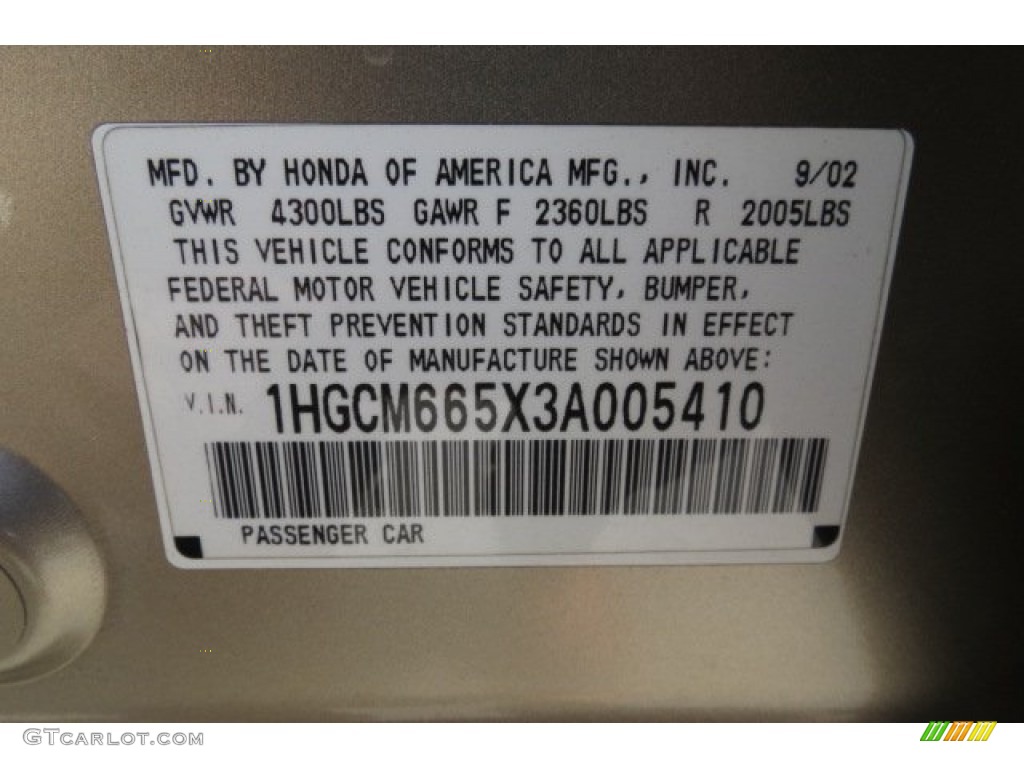 MFD. BY HONDA OF AMERICA MFG., INC. 9/02
GVWR 4300LBS GAWR F 2360LBS R 2005LBS
THIS VEHICLE CONFORMS TO ALL APPLICABLE
FEDERAL MOTOR VEHICLE SAFETY, BUMPER,
AND THEFT PREVENTION STANDARDS IN EFFECT
ON THE DATE OF MANUFACTURE SHOWN ABOVE:
V.I.N. 1HGCM665X3A005410
PASSENGER CAR
GTCARLOT.COM